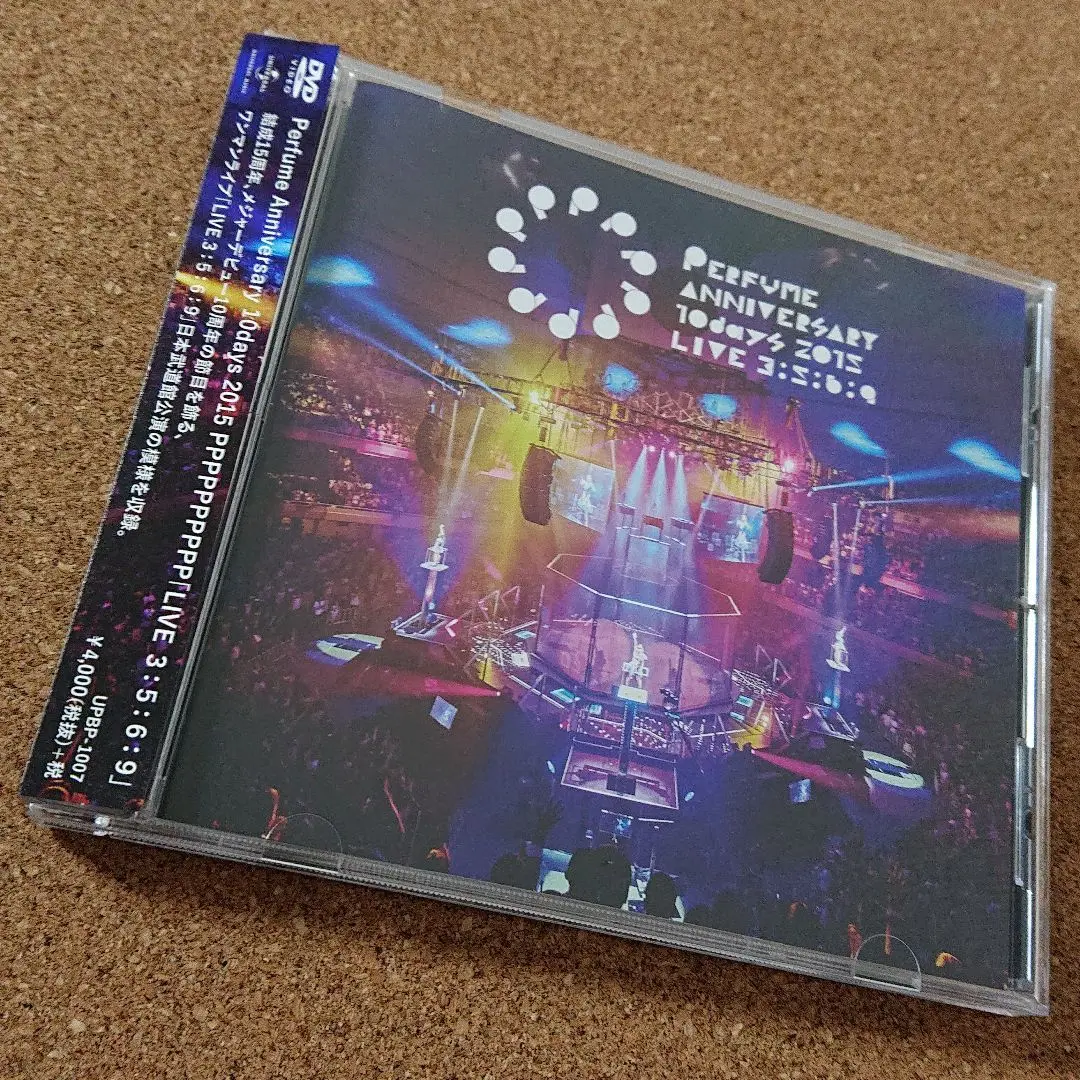 DVD
VIDEO
UNIVERSAL
UNIVERSAL MUSIC
Perfume Anniversary 10days 2015 PPPPPPPPPP「LIVE 3:5:6:9」
結成15周年、メジャーデビュー10周年の節目を飾る、
ワンマンライブ「LIVE 3:5:6:9」日本武道館公演の模様を収録。
UPBP-1007
¥4,000(税抜)+税
P P P P P P P P P P
PERFUME
ANNIVERSARY
10days 2015
LIVE 3:5:6:9